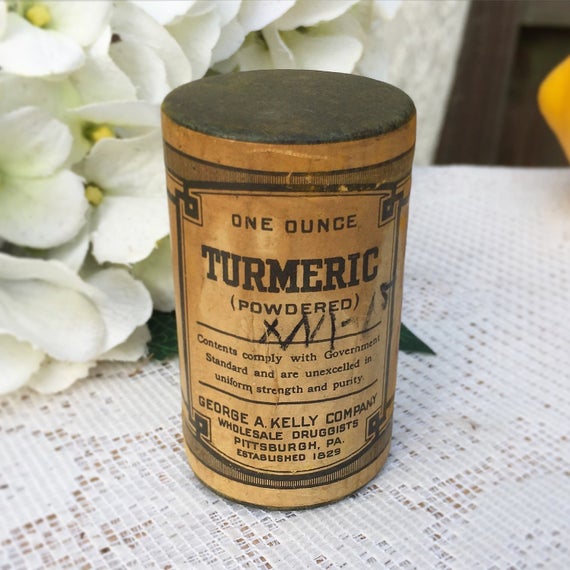 ONE OUNCE
TURMERIC
(POWDERED)
Contents comply with Government
Standard and are unexcelled in
uniform strength and purity.
GEORGE A. KELLY COMPANY
WHOLESALE DRUGGISTS
PITTSBURGH, PA.
ESTABLISHED 1829